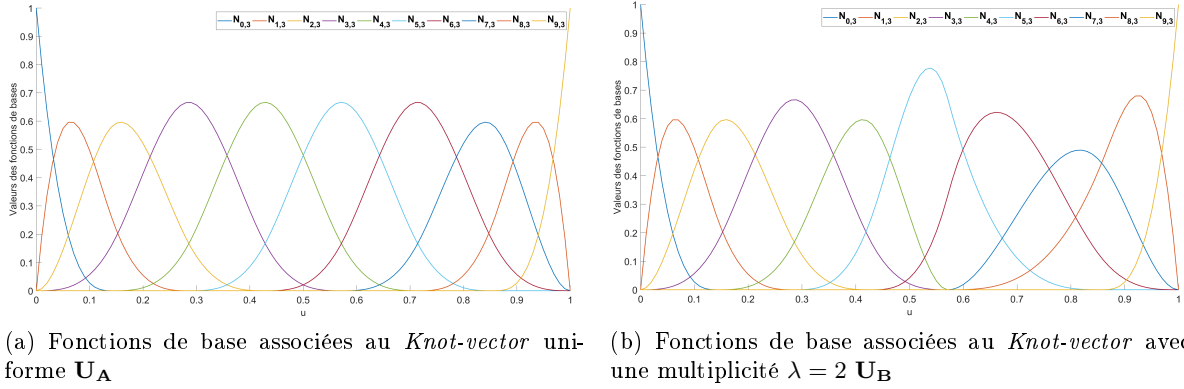 N0,3 N1,3 N2,3 N3,3 N4,3 N5,3 N6,3 N7,3 N8,3 N9,3
1
0.9
0.8
0.7
0.6
0.5
0.4
0.3
0.2
0.1
0
Valeurs des fonctions de bases
0 0.1 0.2 0.3 0.4 0.5 0.6 0.7 0.8 0.9 1
u
(a) Fonctions de base associées au Knot-vector uni-
forme UA
N0,3 N1,3 N2,3 N3,3 N4,3 N5,3 N6,3 N7,3 N8,3 N9,3
1
0.9
0.8
0.7
0.6
0.5
0.4
0.3
0.2
0.1
0
Valeurs des fonctions de bases
0 0.1 0.2 0.3 0.4 0.5 0.6 0.7 0.8 0.9 1
u
(b) Fonctions de base associées au Knot-vector avec
une multiplicité λ = 2 UB